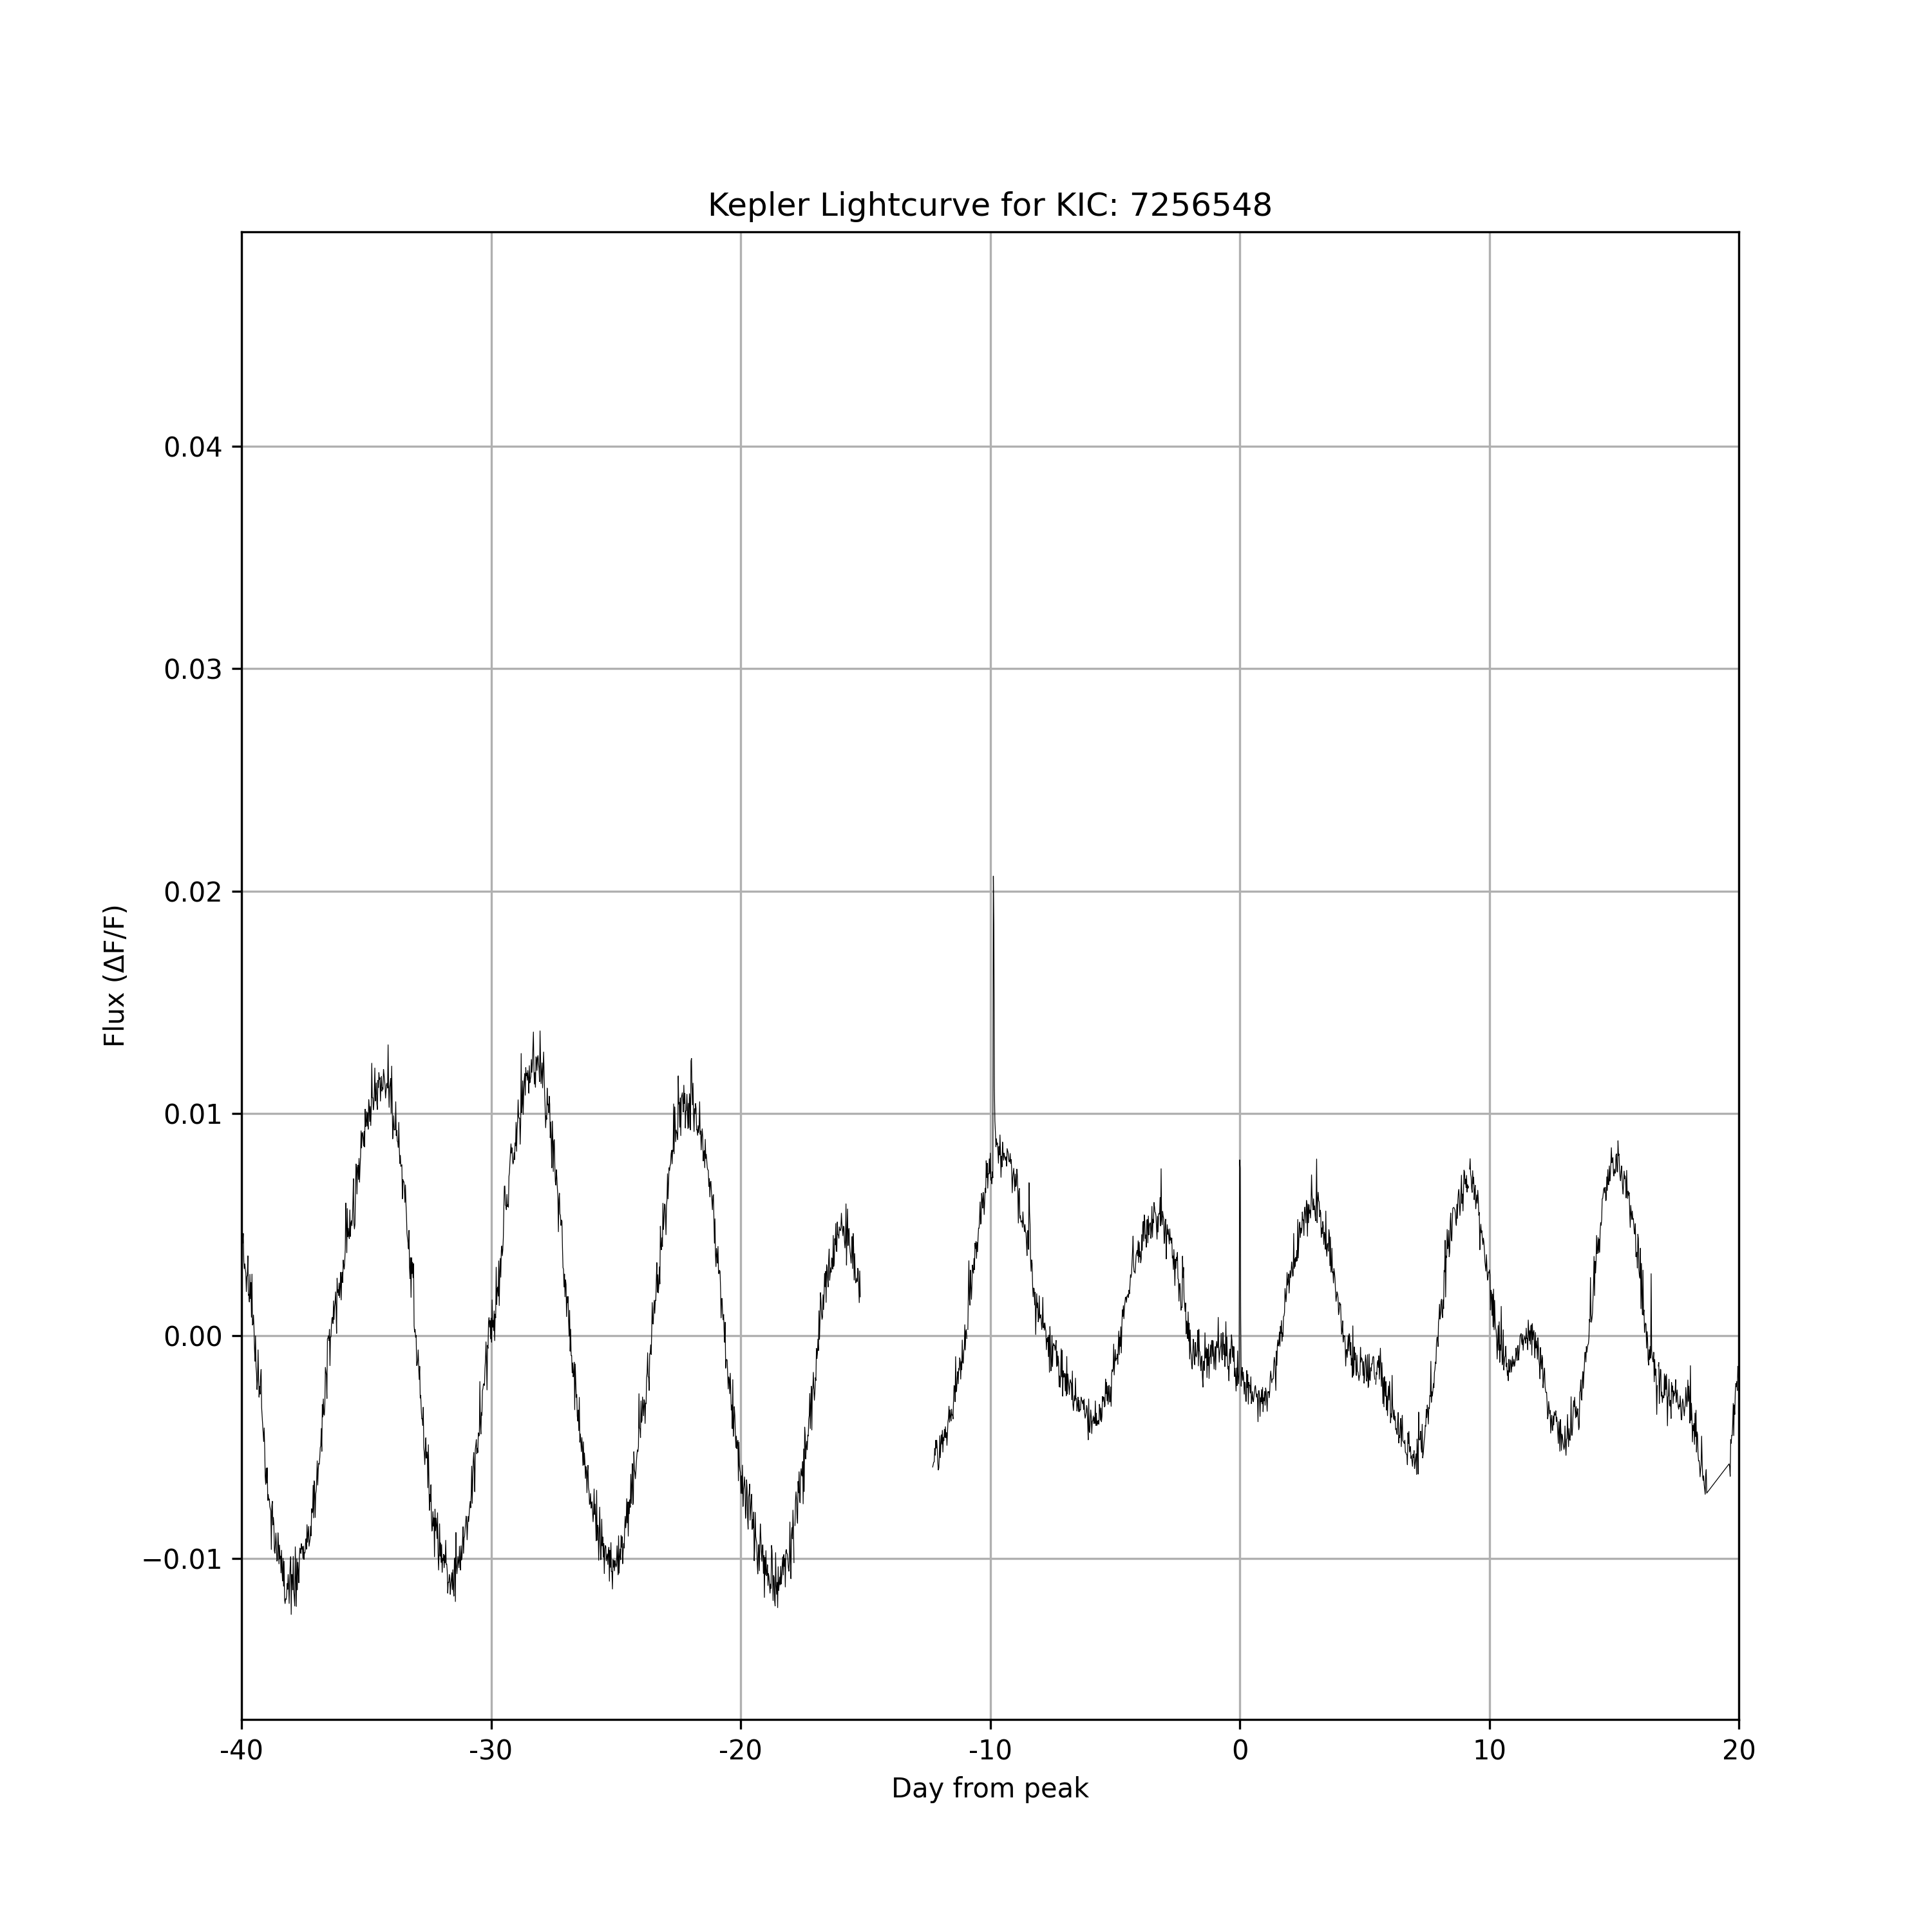 Kepler Lightcurve for KIC: 7256548
0.04
0.03
0.02
0.01
0.00
−0.01
Flux (ΔF/F)
-40 -30 -20 -10 0 10 20
Day from peak